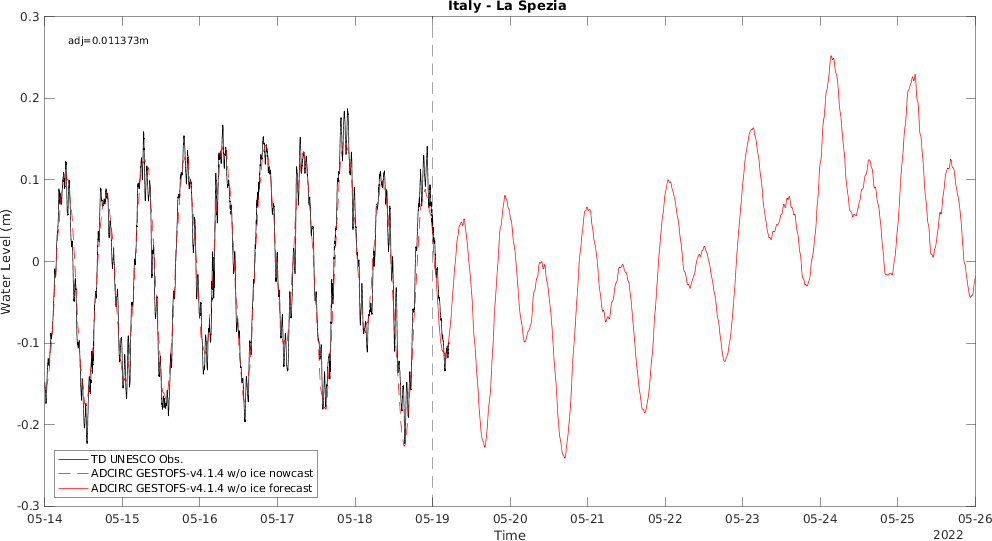 Italy - La Spezia
adj=0.011373m
Water Level (m)
0.3
0.2
0.1
0
-0.1
-0.2
-0.3
TD UNESCO Obs.
ADCIRC GESTOFS-v4.1.4 w/o ice nowcast
ADCIRC GESTOFS-v4.1.4 w/o ice forecast
05-14 05-15 05-16 05-17 05-18 05-19 05-20 05-21 05-22 05-23 05-24 05-25 05-26
Time
2022